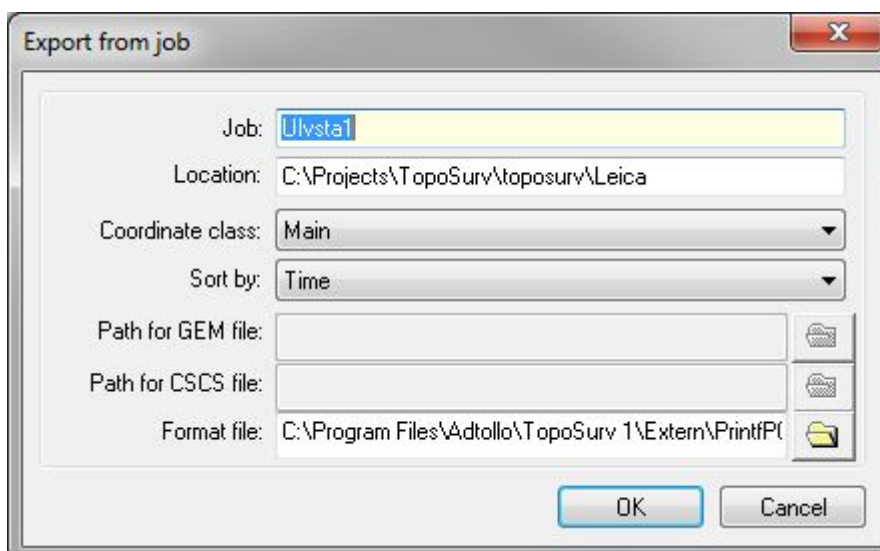 Export from job
Job: Ulvsta1
Location: C:\Projects\TopoSurv\toposurv\Leica
Coordinate class: Main
Sort by: Time
Path for GEM file:
Path for CSCS file:
Format file: C:\Program Files\Adtollo\TopoSurv 1\Extern\PrintfP(
OK Cancel